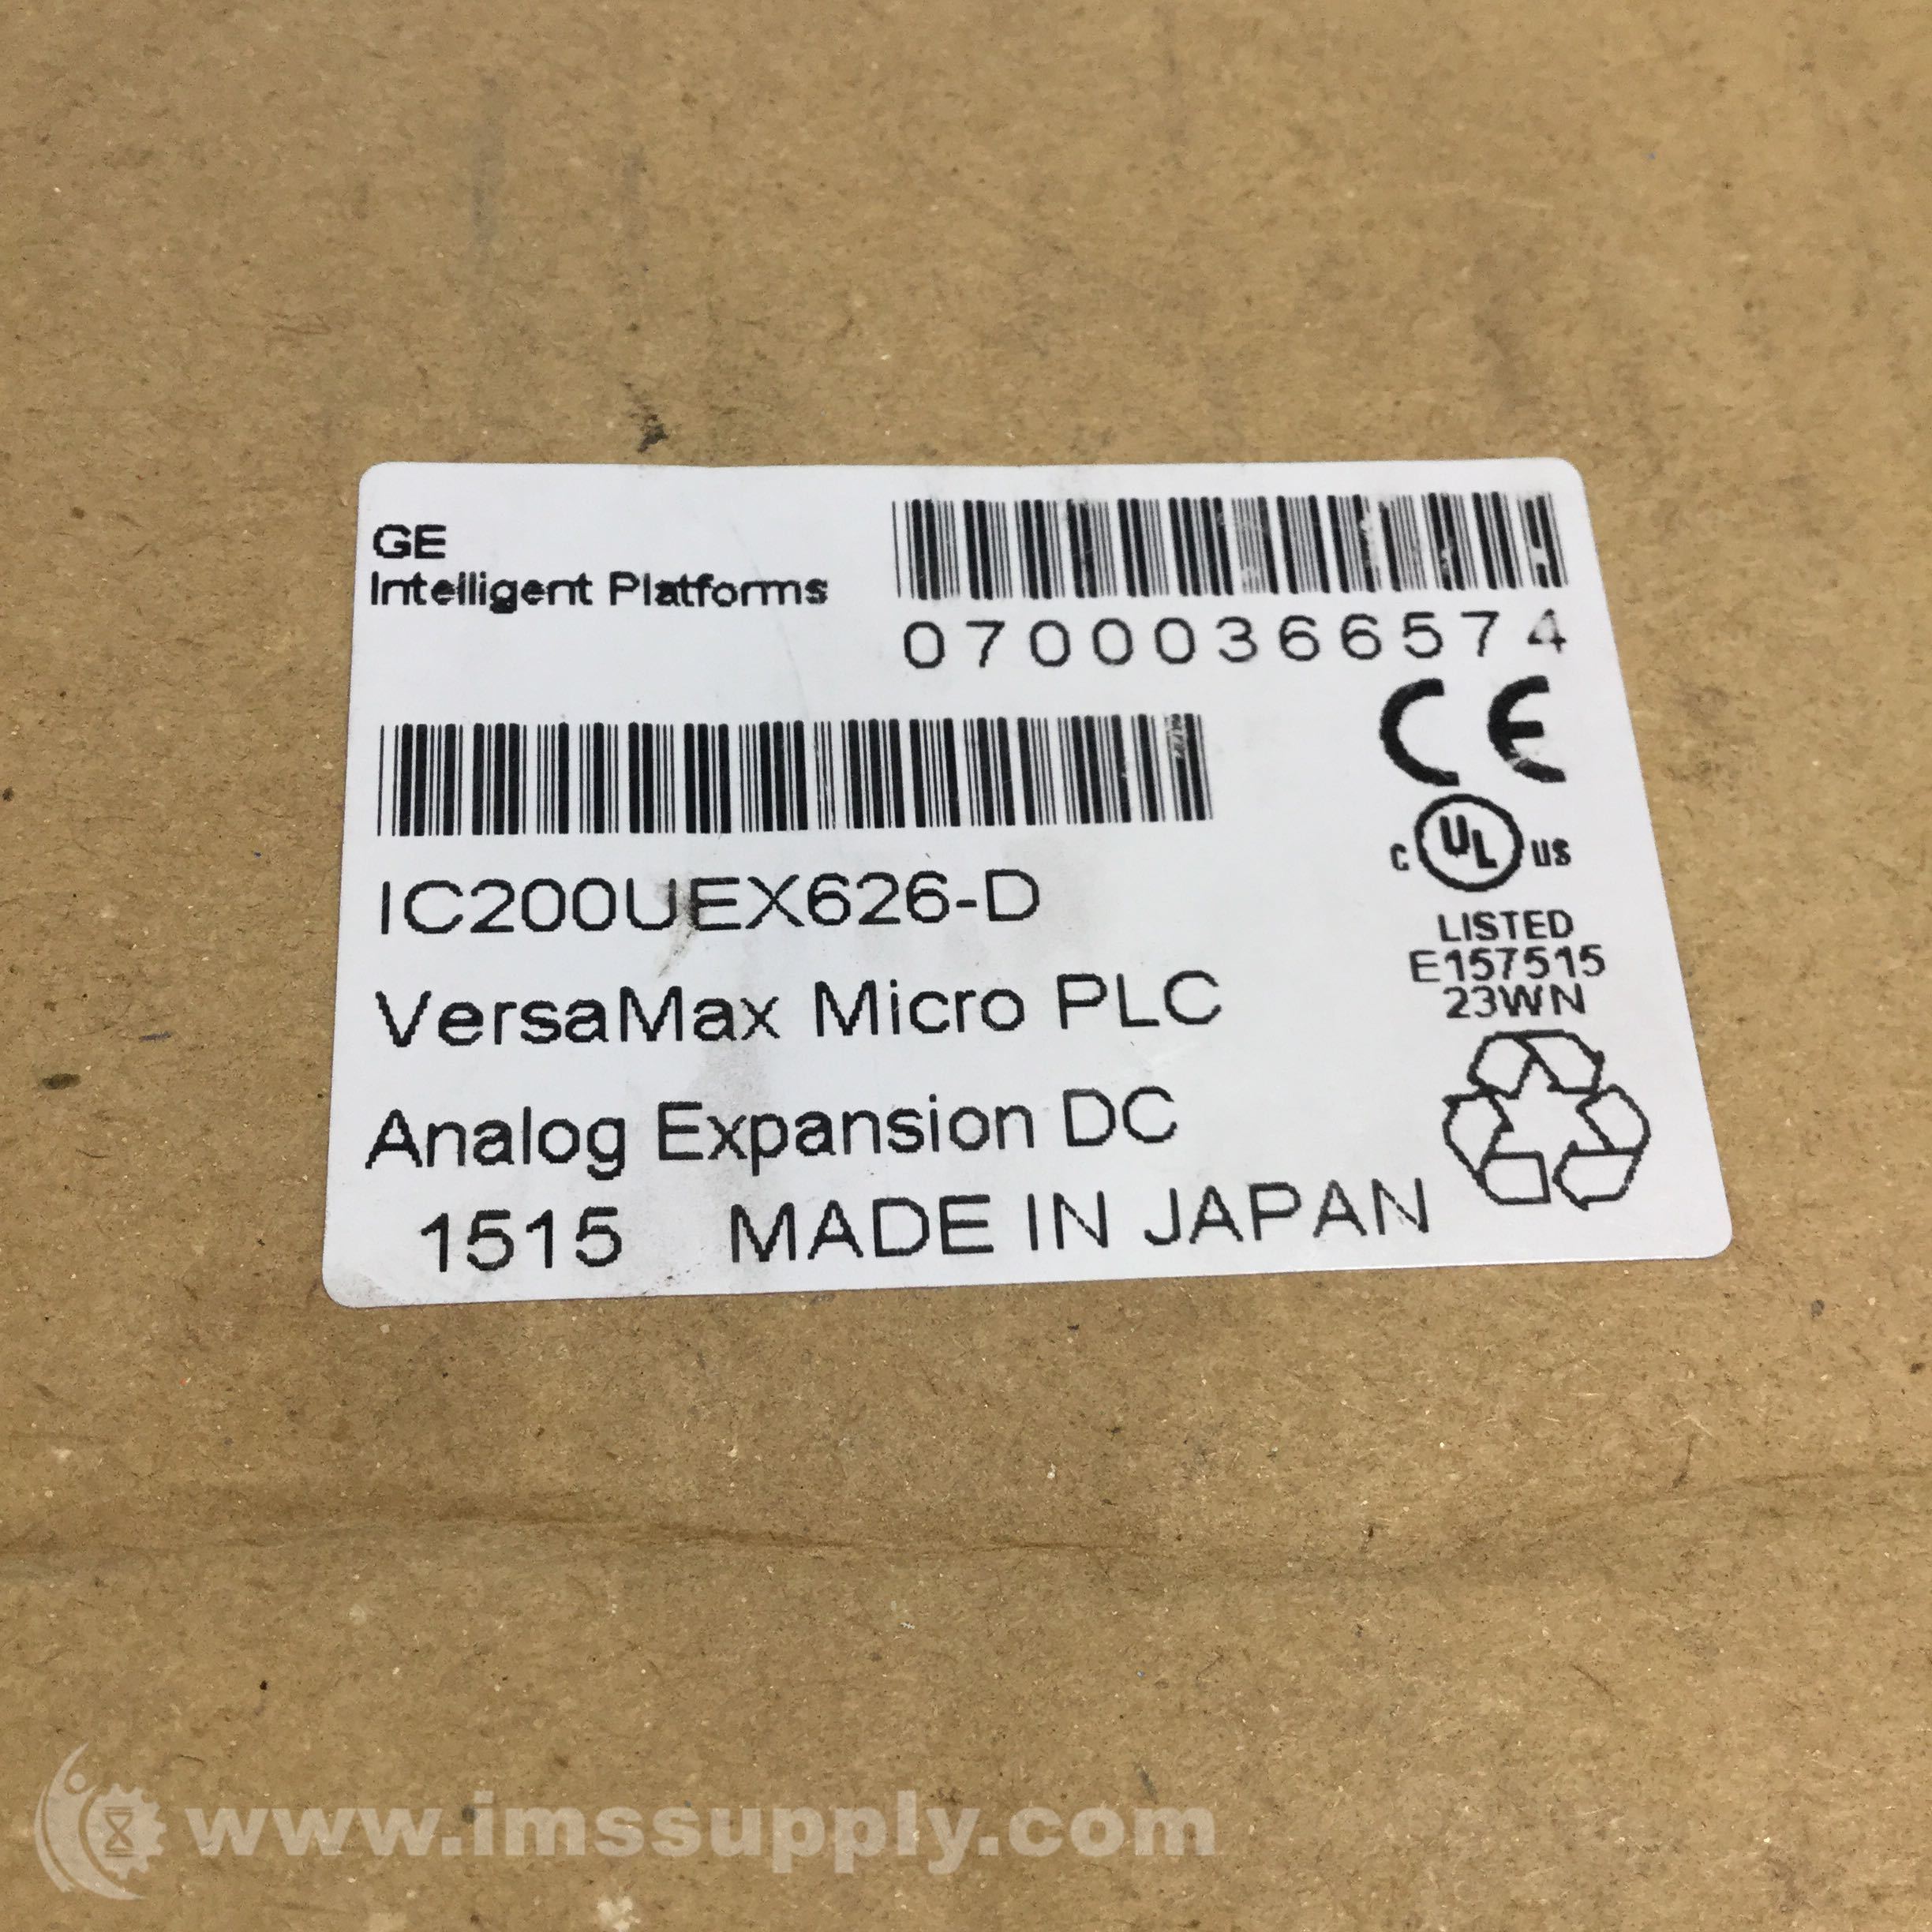 GE
Intelligent Platforms
07000366574
IC200UEX626-D
VersaMax Micro PLC
Analog Expansion DC
1515 MADE IN JAPAN
CE
C UL US
LISTED
E157515
23WN
www.imssupply.com